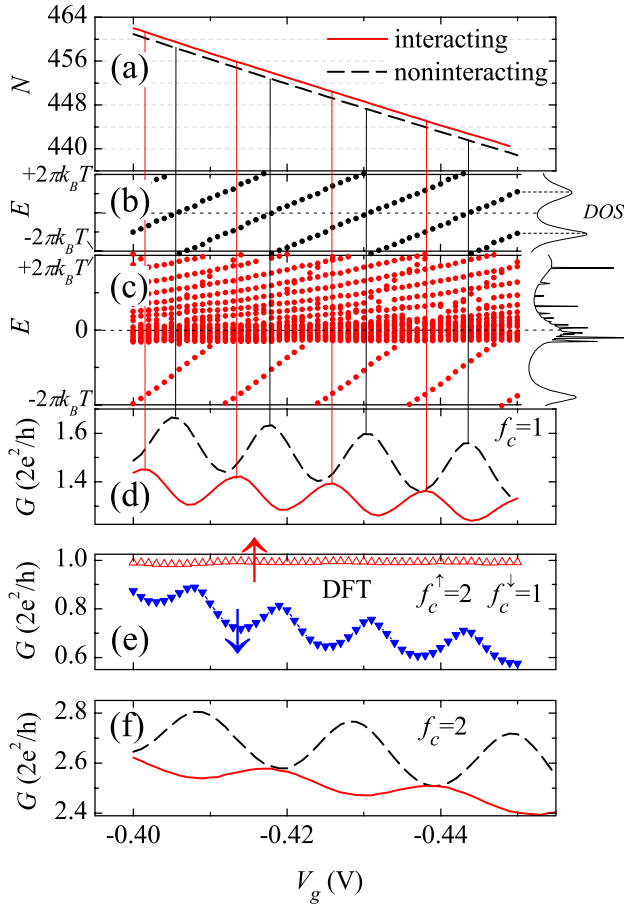 464
456
448
440
N
(a)
interacting
noninteracting
+2πk_BT
E
-2πk_BT
(b)
DOS
+2πk_BT
E
0
-2πk_BT
(c)
1.6
1.4
G (2e²/h)
(d)
f_c=1
1.0
0.8
0.6
G (2e²/h)
(e)
DFT
f_c^↑=2 f_c^↓=1
2.8
2.6
2.4
G (2e²/h)
(f)
f_c=2
-0.40 -0.42 -0.44
V_g (V)